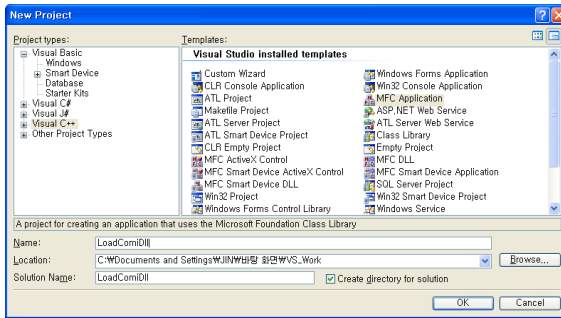 New Project
Project types:
Templates:
Visual Basic
Windows
Smart Device
Database
Starter Kits
Visual C#
Visual J#
Visual C++
Other Project Types
Visual Studio installed templates
Custom Wizard
CLR Console Application
ATL Project
Makefile Project
ATL Smart Device Project
CLR Empty Project
MFC ActiveX Control
MFC Smart Device ActiveX Control
MFC Smart Device DLL
Win32 Project
Windows Forms Control Library
Windows Forms Application
Win32 Console Application
MFC Application
ASP.NET Web Service
ATL Server Project
ATL Server Web Service
Class Library
Empty Project
MFC DLL
MFC Smart Device Application
SQL Server Project
Win32 Smart Device Project
Windows Service
A project for creating an application that uses the Microsoft Foundation Class Library
Name:
LoadComiDll
Location:
C:₩Documents and Settings₩JIN₩바탕 화면₩VS_Work
Browse...
Solution Name:
LoadComiDll
Create directory for solution
OK
Cancel